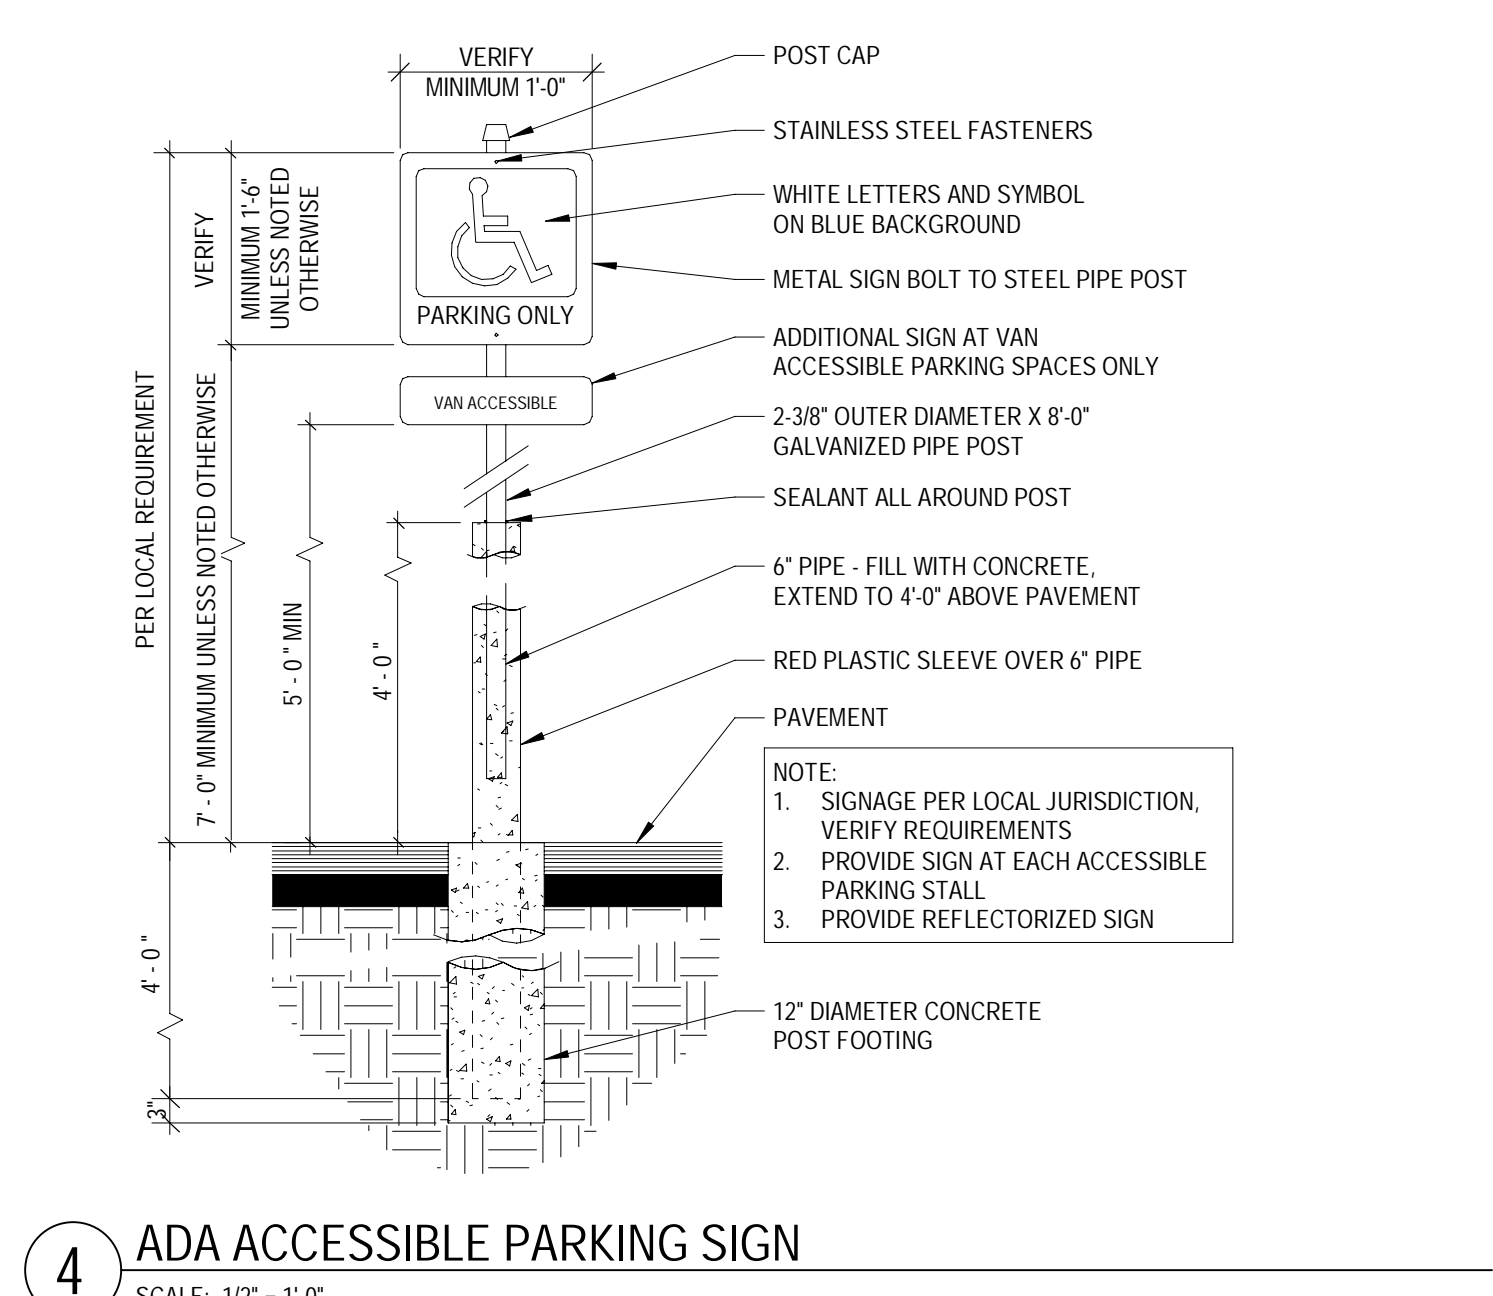 VERIFY
MINIMUM 1'-0"
POST CAP
STAINLESS STEEL FASTENERS
WHITE LETTERS AND SYMBOL
ON BLUE BACKGROUND
METAL SIGN BOLT TO STEEL PIPE POST
PARKING ONLY
ADDITIONAL SIGN AT VAN
ACCESSIBLE PARKING SPACES ONLY
VAN ACCESSIBLE
2-3/8" OUTER DIAMETER X 8'-0"
GALVANIZED PIPE POST
SEALANT ALL AROUND POST
6" PIPE - FILL WITH CONCRETE,
EXTEND TO 4'-0" ABOVE PAVEMENT
RED PLASTIC SLEEVE OVER 6" PIPE
PAVEMENT
PER LOCAL REQUIREMENT
VERIFY
MINIMUM 1'-6"
UNLESS NOTED
OTHERWISE
7' - 0" MINIMUM UNLESS NOTED OTHERWISE
5' - 0" MIN
4' - 0"
4' - 0"
3"
NOTE:
1. SIGNAGE PER LOCAL JURISDICTION,
VERIFY REQUIREMENTS
2. PROVIDE SIGN AT EACH ACCESSIBLE
PARKING STALL
3. PROVIDE REFLECTORIZED SIGN
12" DIAMETER CONCRETE
POST FOOTING
4
ADA ACCESSIBLE PARKING SIGN
SCALE: 1/2" = 1'-0"